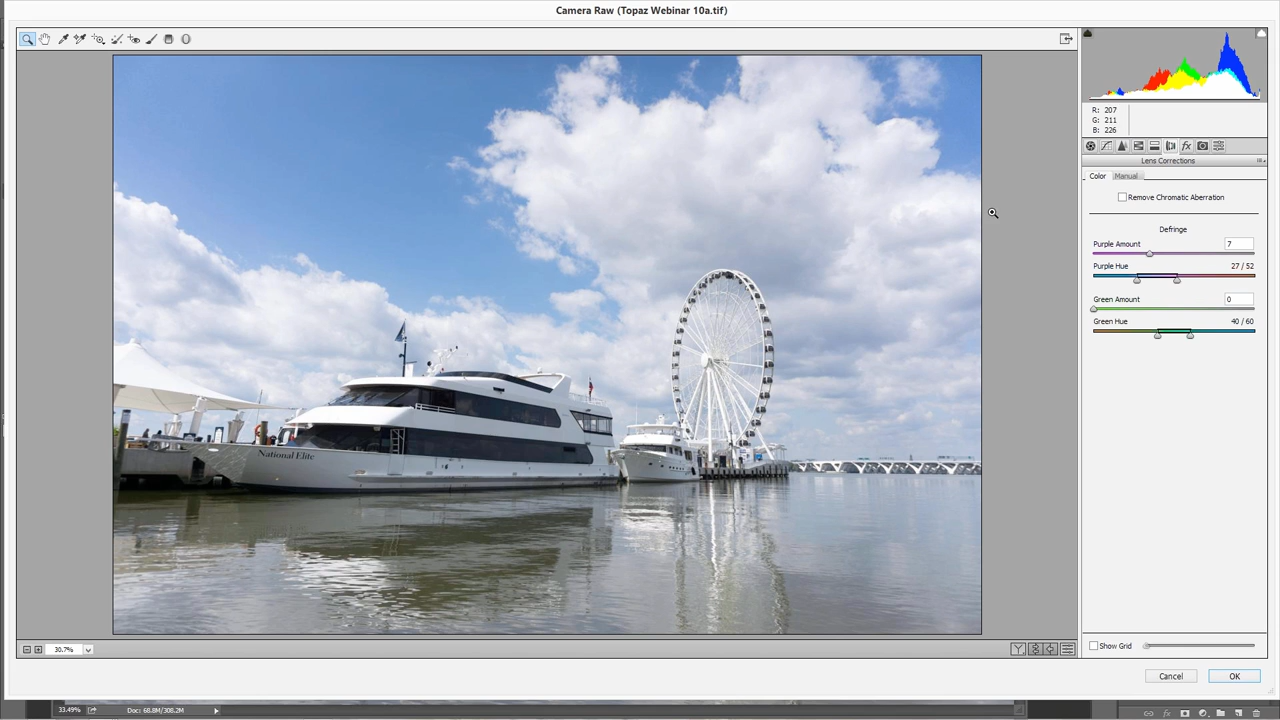 Camera Raw (Topaz Webinar 10a.tif)
R: 207
G: 211
B: 226
Lens Corrections
Color Manual
Remove Chromatic Aberration
Defringe
Purple Amount 7
Purple Hue 27 / 52
Green Amount 0
Green Hue 40 / 60
National Elite
30.7%
Show Grid
Cancel OK
33.49% Doc: 68.8M/308.2M
fx